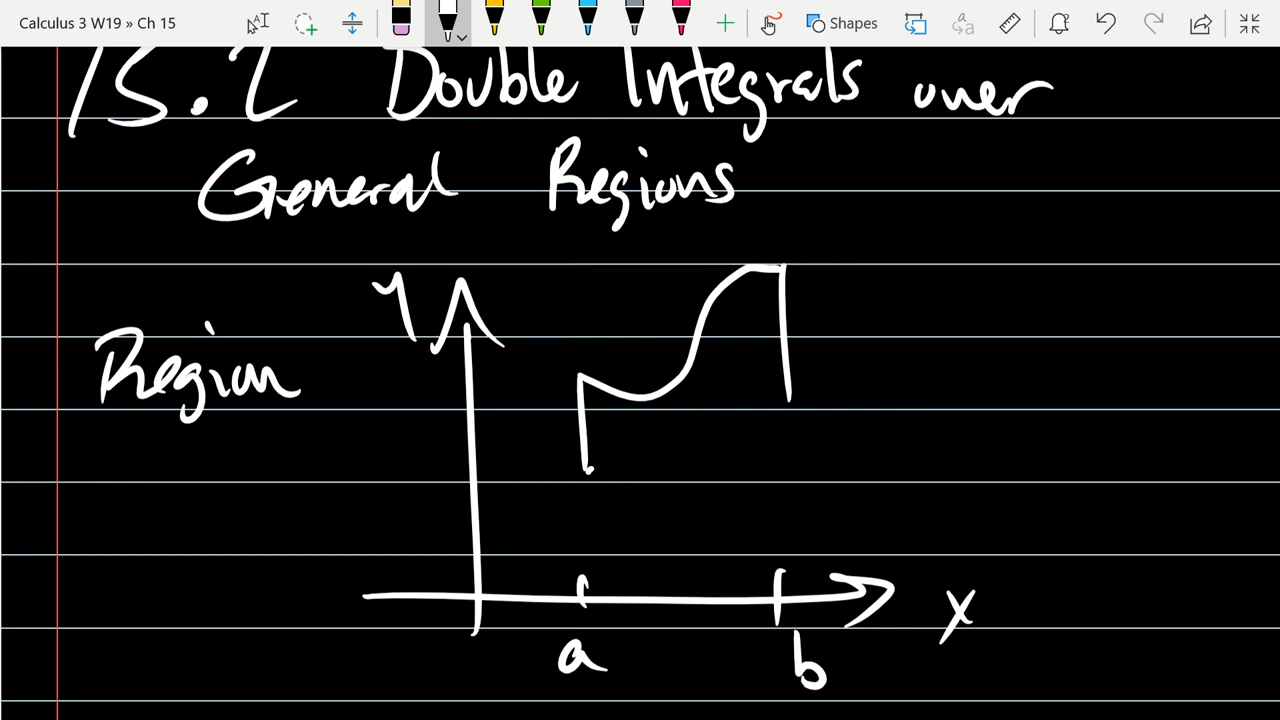 Calculus 3 W19 » Ch 15
Shapes
15.2 Double Integrals over
General Regions
Region
y
x
a
b